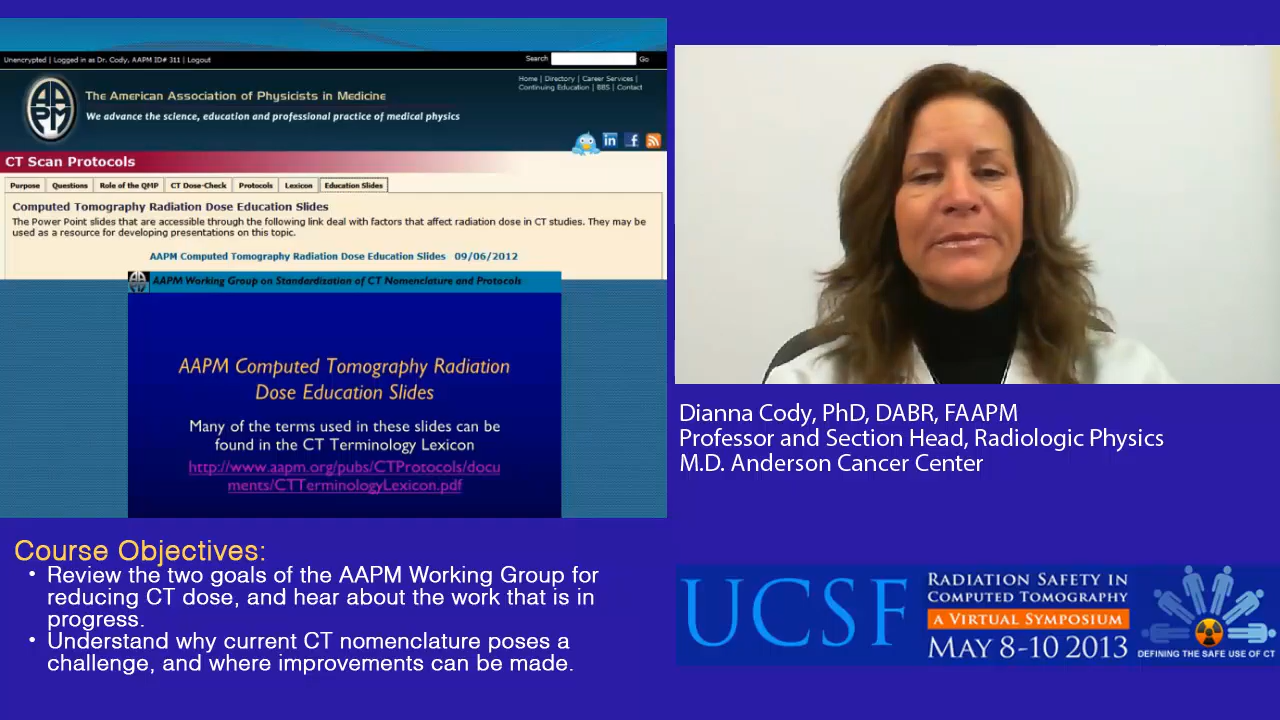 Unencrypted | Logged in as Dr. Cody, AAPM ID# 311 | Logout
Search
Go
Home | Directory | Career Services |
Continuing Education | BBS | Contact
AAPM
The American Association of Physicists in Medicine
We advance the science, education and professional practice of medical physics
in
f
CT Scan Protocols
Purpose
Questions
Role of the QMP
CT Dose-Check
Protocols
Lexicon
Education Slides
Computed Tomography Radiation Dose Education Slides
The Power Point slides that are accessible through the following link deal with factors that affect radiation dose in CT studies. They may be
used as a resource for developing presentations on this topic.
AAPM Computed Tomography Radiation Dose Education Slides 09/06/2012
AAPM Working Group on Standardization of CT Nomenclature and Protocols
AAPM Computed Tomography Radiation
Dose Education Slides
Many of the terms used in these slides can be
found in the CT Terminology Lexicon
http://www.aapm.org/pubs/CTProtocols/docu
ments/CTTerminologyLexicon.pdf
Dianna Cody, PhD, DABR, FAAPM
Professor and Section Head, Radiologic Physics
M.D. Anderson Cancer Center
Course Objectives:
• Review the two goals of the AAPM Working Group for
reducing CT dose, and hear about the work that is in
progress.
• Understand why current CT nomenclature poses a
challenge, and where improvements can be made.
UCSF
RADIATION SAFETY IN
COMPUTED TOMOGRAPHY
A VIRTUAL SYMPOSIUM
MAY 8-10 2013
DEFINING THE SAFE USE OF CT